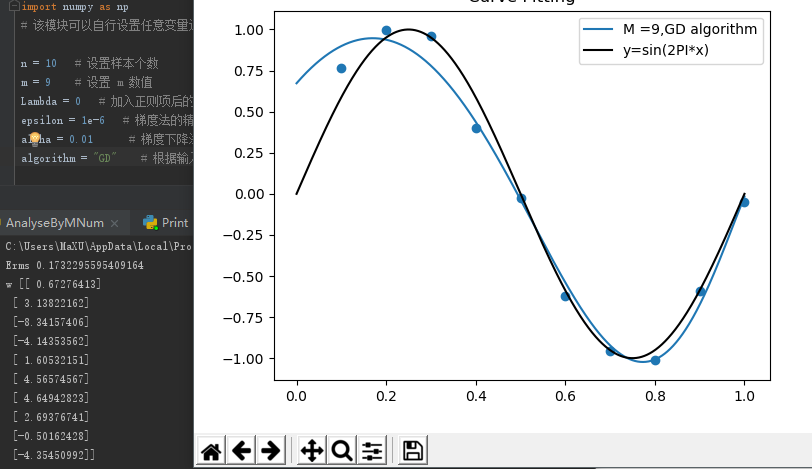 import numpy as np
# 该模块可以自行设置任意变量
n = 10 # 设置样本个数
m = 9 # 设置 m 数值
Lambda = 0 # 加入正则项后的
epsilon = 1e-6 # 梯度法的精
alpha = 0.01 # 梯度下降
algorithm = "GD" # 根据输入
AnalyseByMNum × Print
C:\Users\MaXU\AppData\Local\Pro
Erms 0.1732295595409164
w [[ 0.67276413]
[ 3.13822162]
[-8.34157406]
[-4.14353562]
[ 1.60532151]
[ 4.56574567]
[ 4.64942823]
[ 2.69376741]
[-0.50162428]
[-4.35450992]]
Curve Fitting
M =9,GD algorithm
y=sin(2PI*x)
1.00
0.75
0.50
0.25
0.00
−0.25
−0.50
−0.75
−1.00
0.0 0.2 0.4 0.6 0.8 1.0